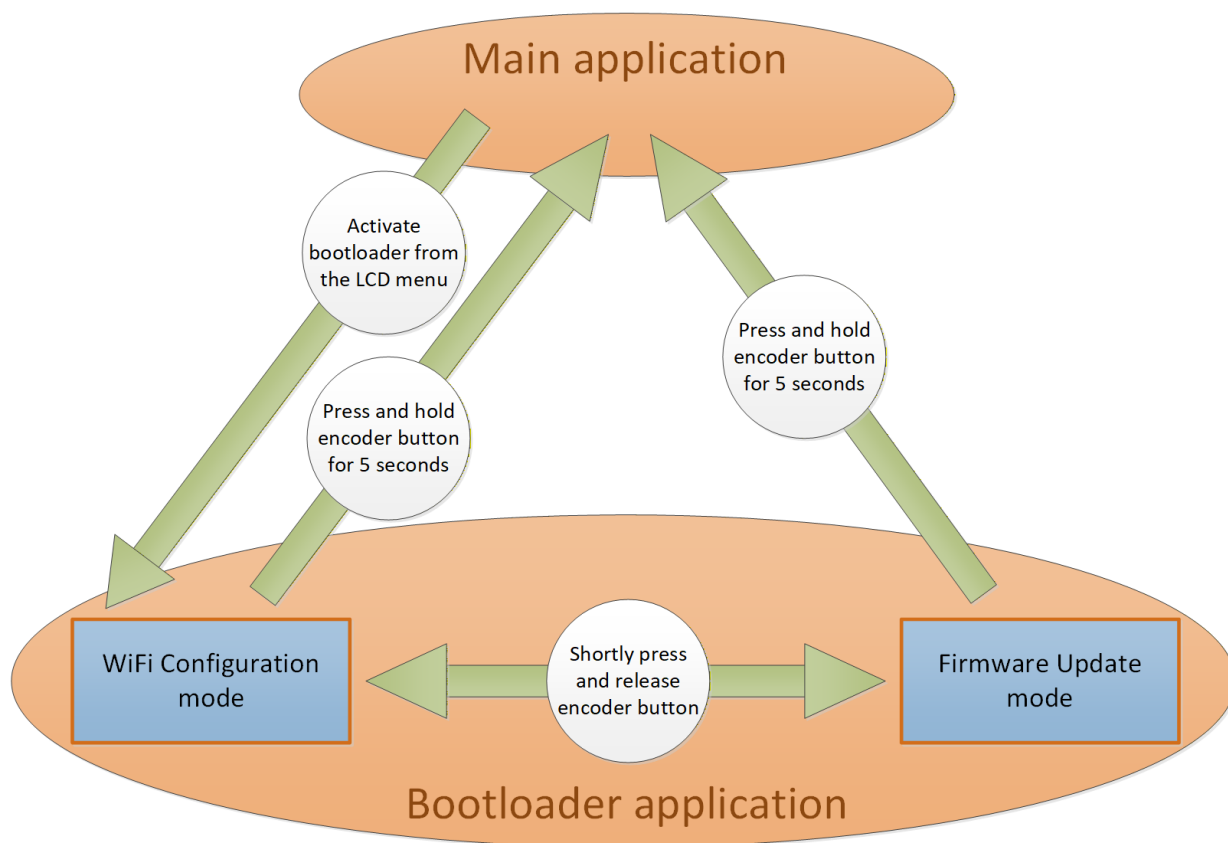 Main application
Activate
bootloader from
the LCD menu
Press and hold
encoder button
for 5 seconds
Press and hold
encoder button
for 5 seconds
WiFi Configuration
mode
Shortly press
and release
encoder button
Firmware Update
mode
Bootloader application